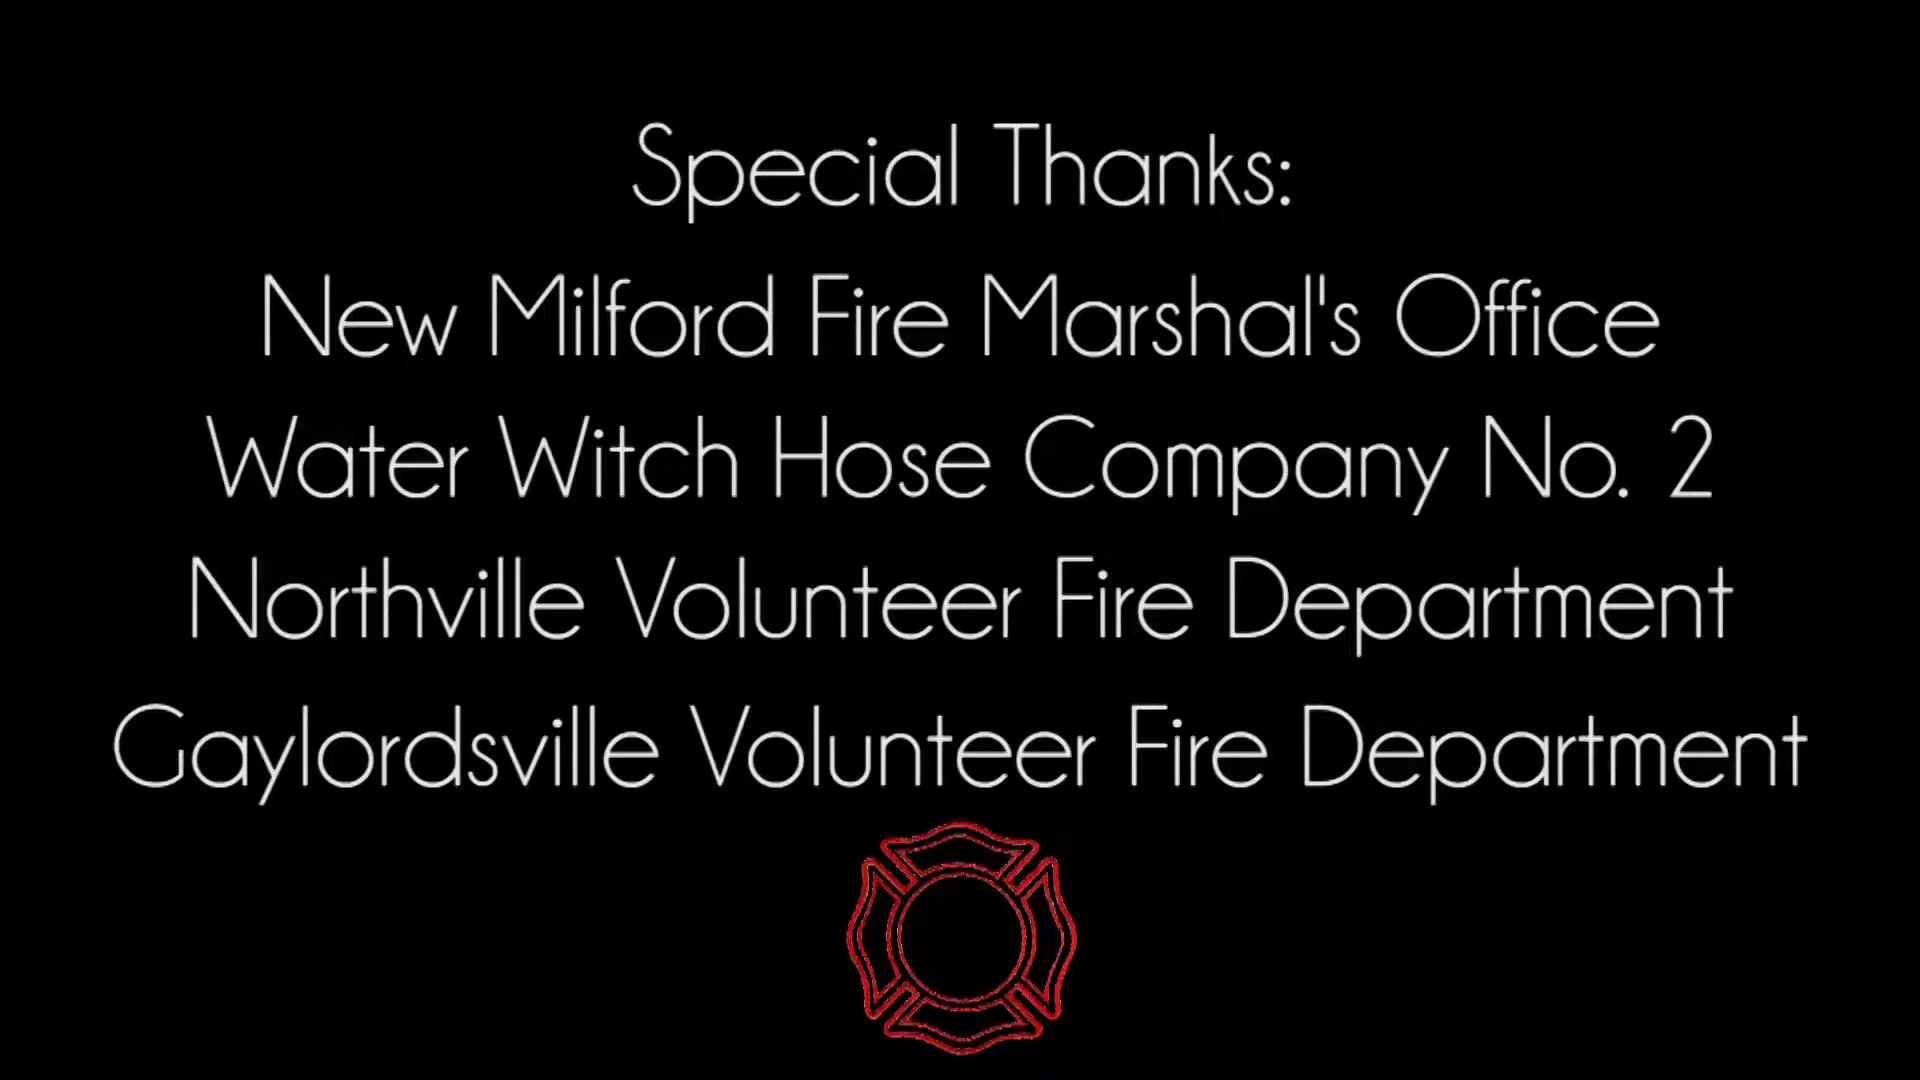 Special Thanks:
New Milford Fire Marshal's Office
Water Witch Hose Company No. 2
Northville Volunteer Fire Department
Gaylordsville Volunteer Fire Department